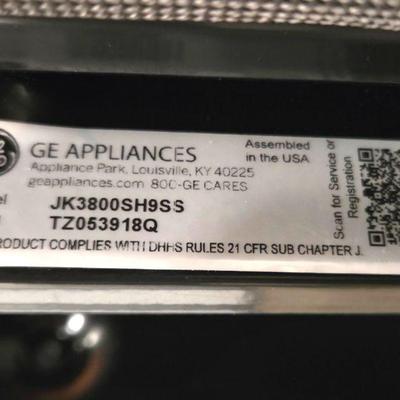 GE APPLIANCES
Appliance Park, Louisville, KY 40225
geappliances.com 800-GE CARES
Assembled
in the USA
JK3800SH9SS
TZ053918Q
PRODUCT COMPLIES WITH DHHS RULES 21 CFR SUB CHAPTER J.
Scan for Service or
Registration